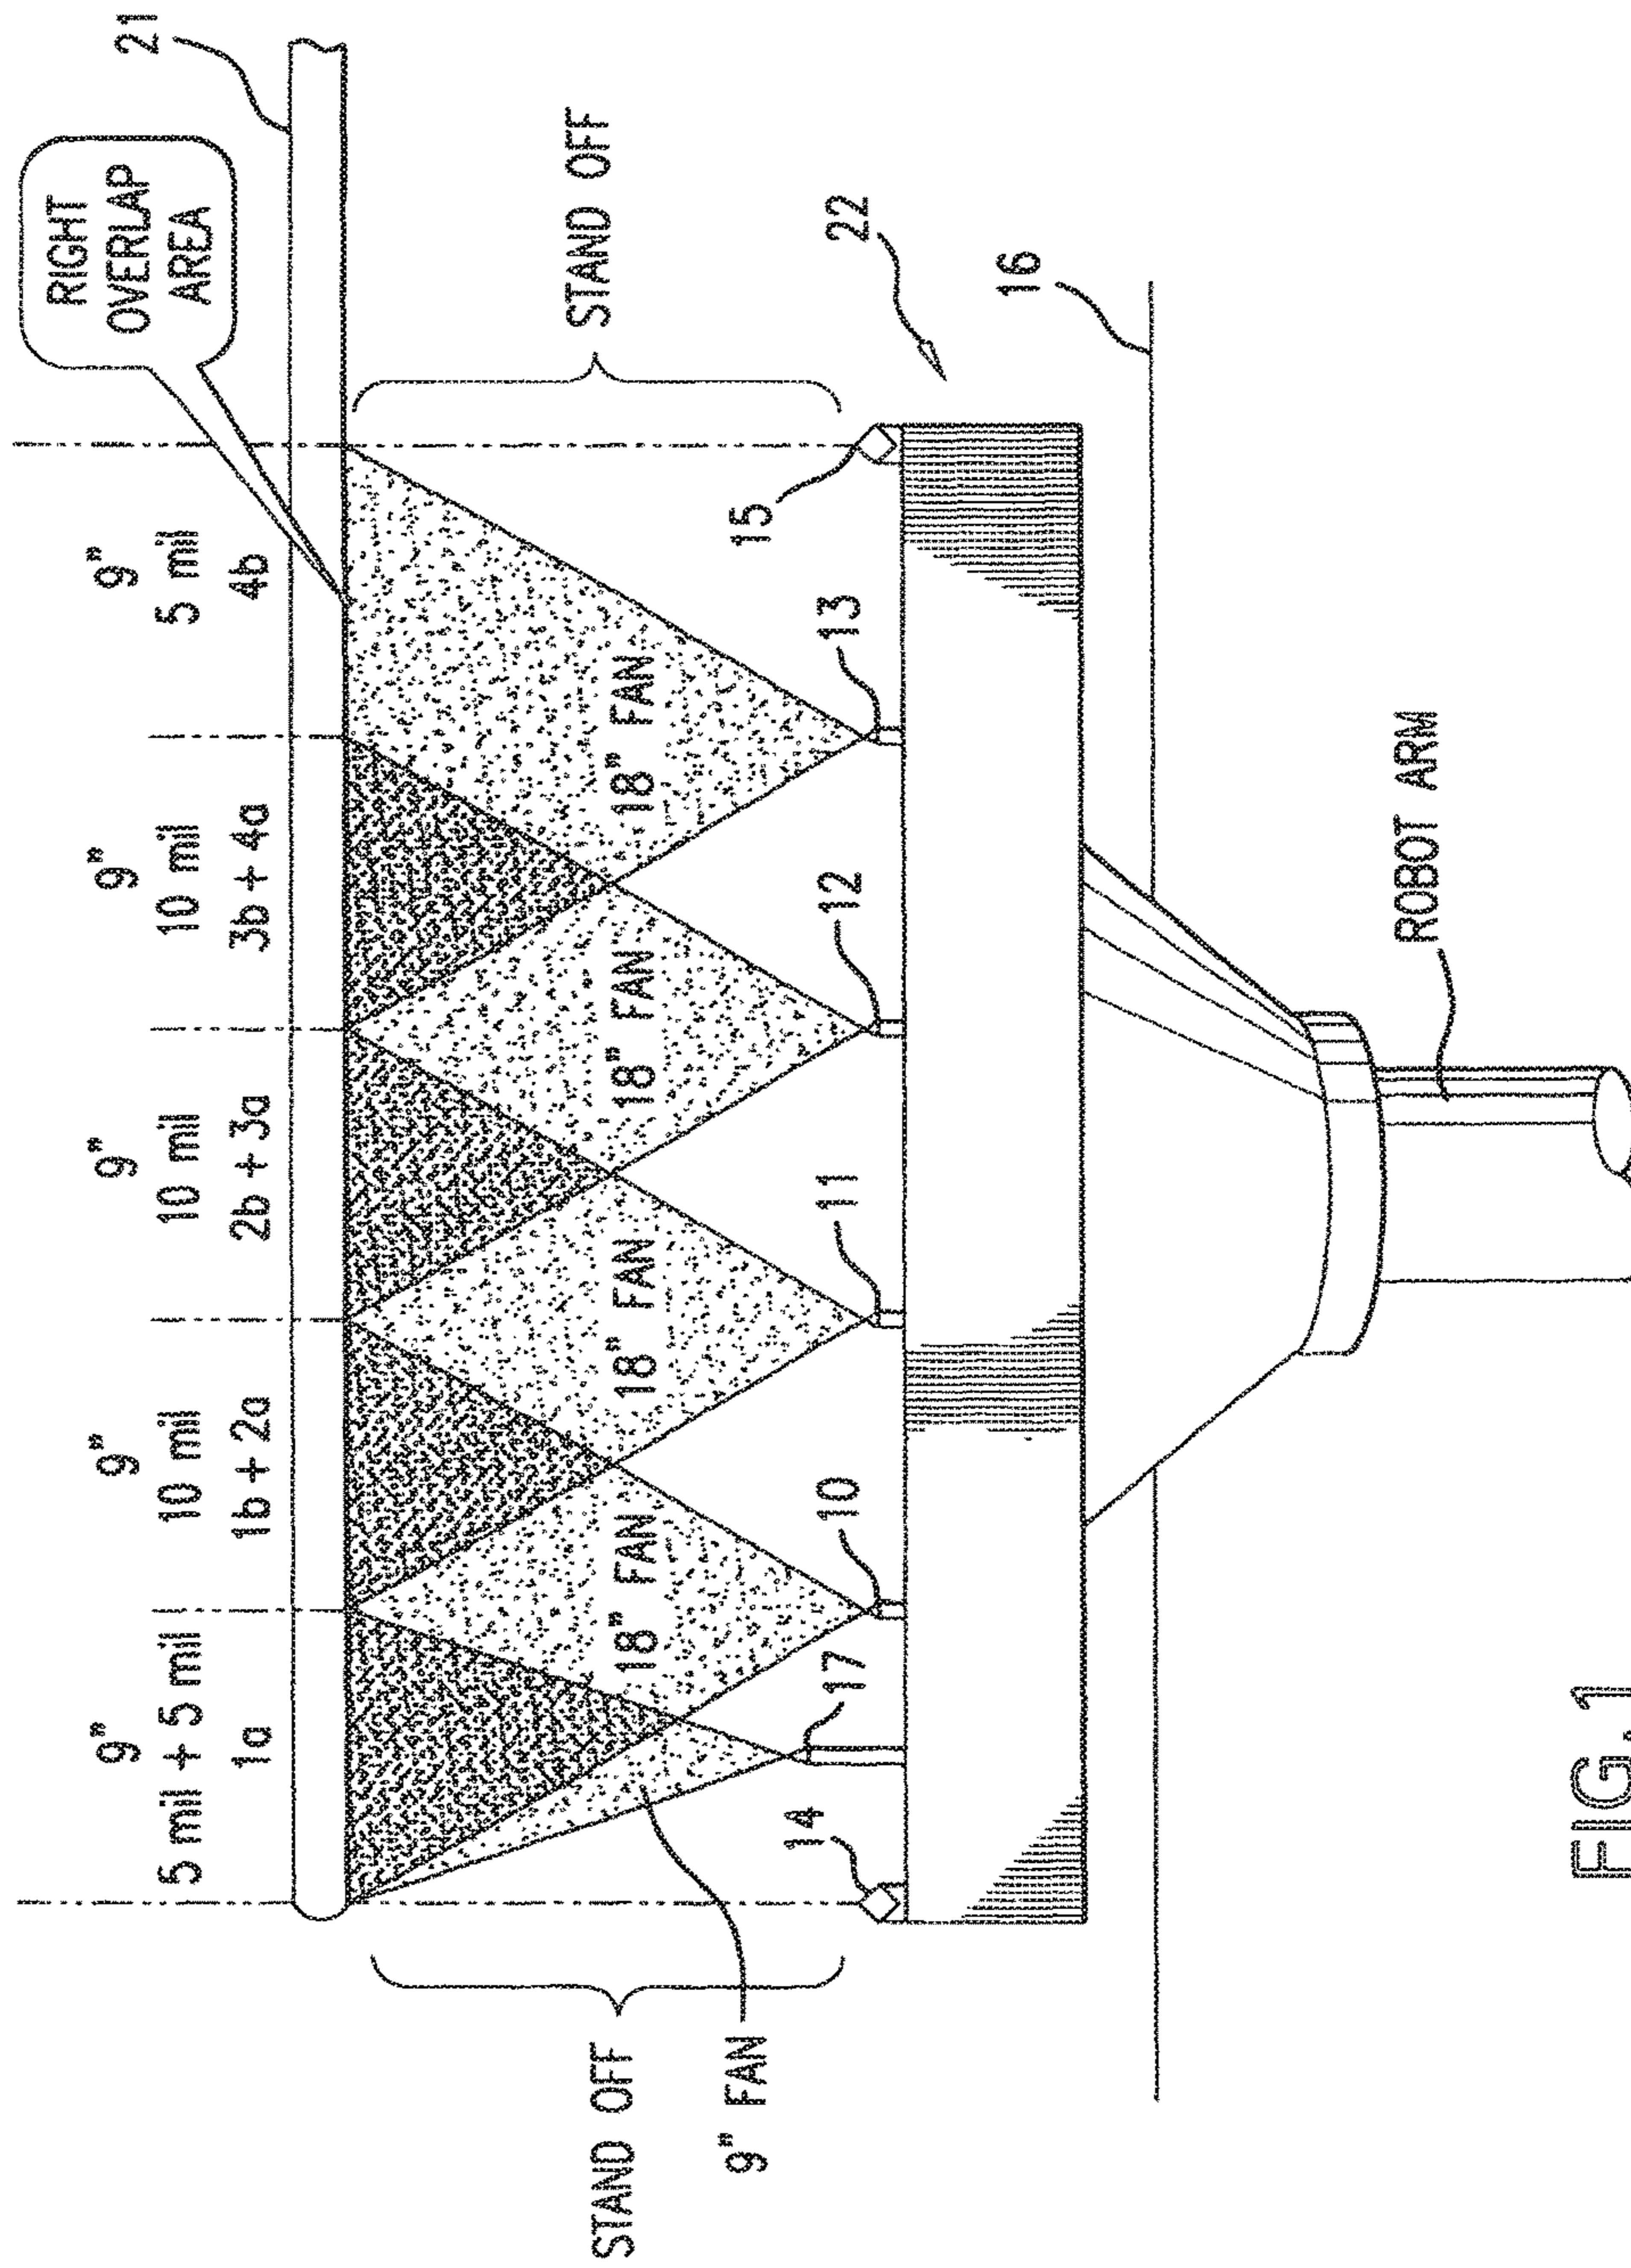 9" 9" 9" 9" 9"
5 mil + 5 mil 10 mil 10 mil 10 mil 5 mil
1a 1b + 2a 2b + 3a 3b + 4a 4b
RIGHT
OVERLAP
AREA
21
STAND OFF
STAND OFF
9" FAN
18" FAN 18" FAN 18" FAN 18" FAN
14
17
10
11
12
13
15
22
16
ROBOT ARM
FIG. 1